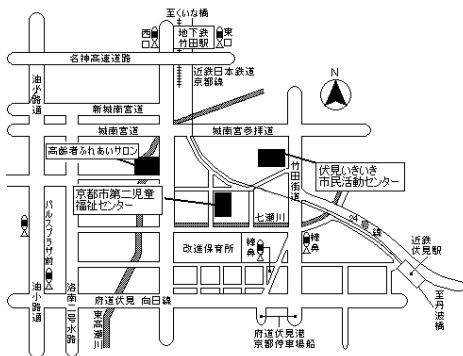 至くいな橋
西口
地下鉄
竹田駅
東口
名神高速道路
近鉄日本鉄道
京都線
N
油小路通
新城南宮道
城南宮道
城南宮参拝道
高齢者ふれあいサロン
伏見いきいき
市民活動センター
京都市第二児童
福祉センター
竹田街道
七瀬川
24号線
パルスプラザ前
改進保育所
樋鼻
樋鼻
近鉄
伏見駅
至丹波橋
油小路通
洛南二号水路
府道伏見 向日線
東高瀬川
府道伏見港
京都停車場船